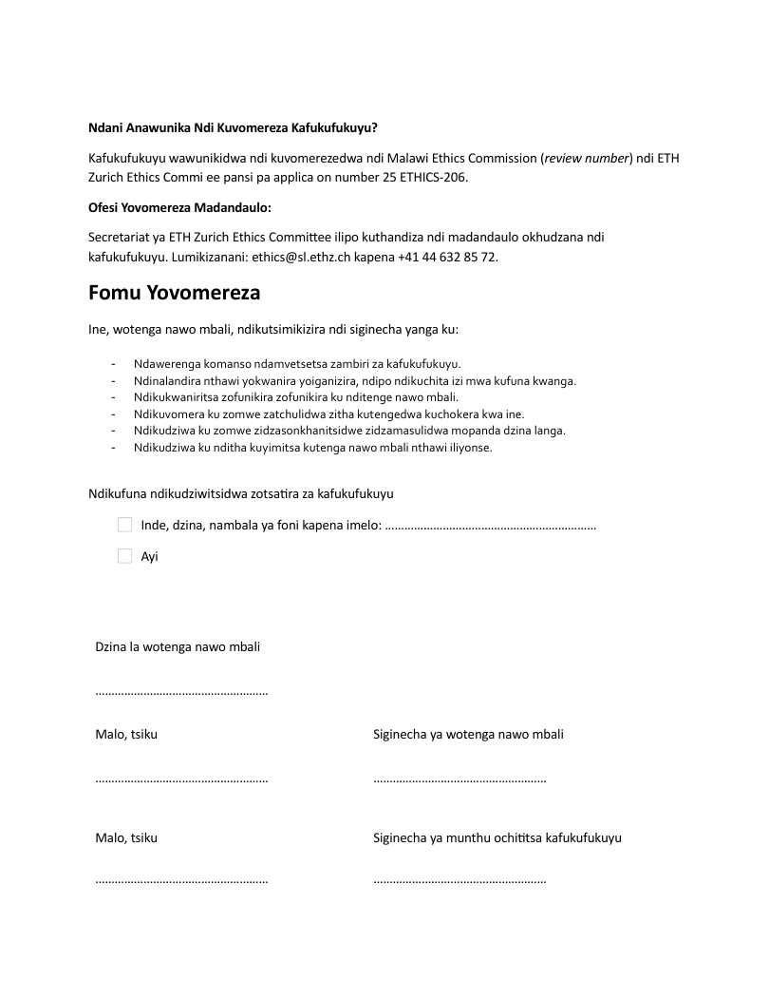 Ndani Anawunika Ndi Kuvomereza Kafukufukuyu?
Kafukufukuyu wawunikidwa ndi kuvomerezedwa ndi Malawi Ethics Commission (review number) ndi ETH
Zurich Ethics Commi ee pansi pa applica on number 25 ETHICS-206.
Ofesi Yovomereza Madandaulo:
Secretariat ya ETH Zurich Ethics Committee ilipo kuthandiza ndi madandaulo okhudzana ndi
kafukufukuyu. Lumikizanani: ethics@sl.ethz.ch kapena +41 44 632 85 72.
Fomu Yovomereza
Ine, wotenga nawo mbali, ndikutsimikizira ndi siginecha yanga ku:
- Ndawerenga komanso ndamvetsetsa zambiri za kafukufukuyu.
- Ndinalandira nthawi yokwanira yoiganizira, ndipo ndikuchita izi mwa kufuna kwanga.
- Ndikukwaniritsa zofunikira zofunikira ku nditenge nawo mbali.
- Ndikuvomera ku zomwe zatchulidwa zitha kutengedwa kuchokera kwa ine.
- Ndikudziwa ku zomwe zidzasonkhanitsidwe zidzamasulidwa mopanda dzina langa.
- Ndikudziwa ku nditha kuyimitsa kutenga nawo mbali nthawi iliyonse.
Ndikufuna ndikudziwitsidwa zotsatira za kafukufukuyu
Inde, dzina, nambala ya foni kapena imelo: …………………………………………………………
Ayi
Dzina la wotenga nawo mbali
………………………………………………
Malo, tsiku Siginecha ya wotenga nawo mbali
……………………………………………… ………………………………………………
Malo, tsiku Siginecha ya munthu ochititsa kafukufukuyu
……………………………………………… ………………………………………………